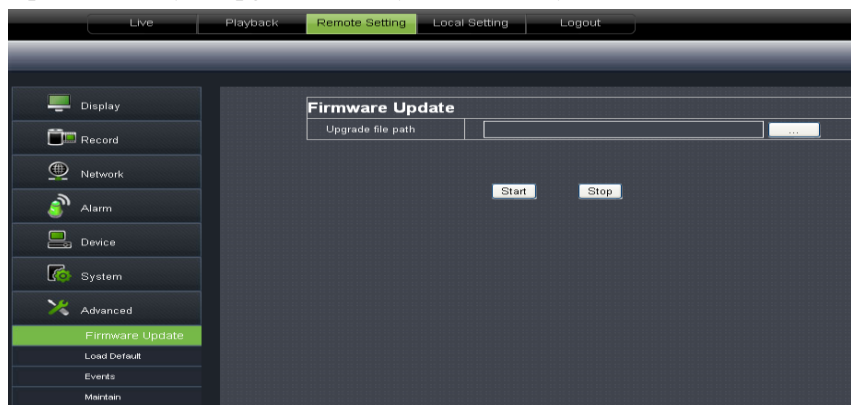 Live Playback Remote Setting Local Setting Logout
Display
Record
Network
Alarm
Device
System
Advanced
Firmware Update
Load Default
Events
Maintain
Firmware Update
Upgrade file path ...
Start Stop